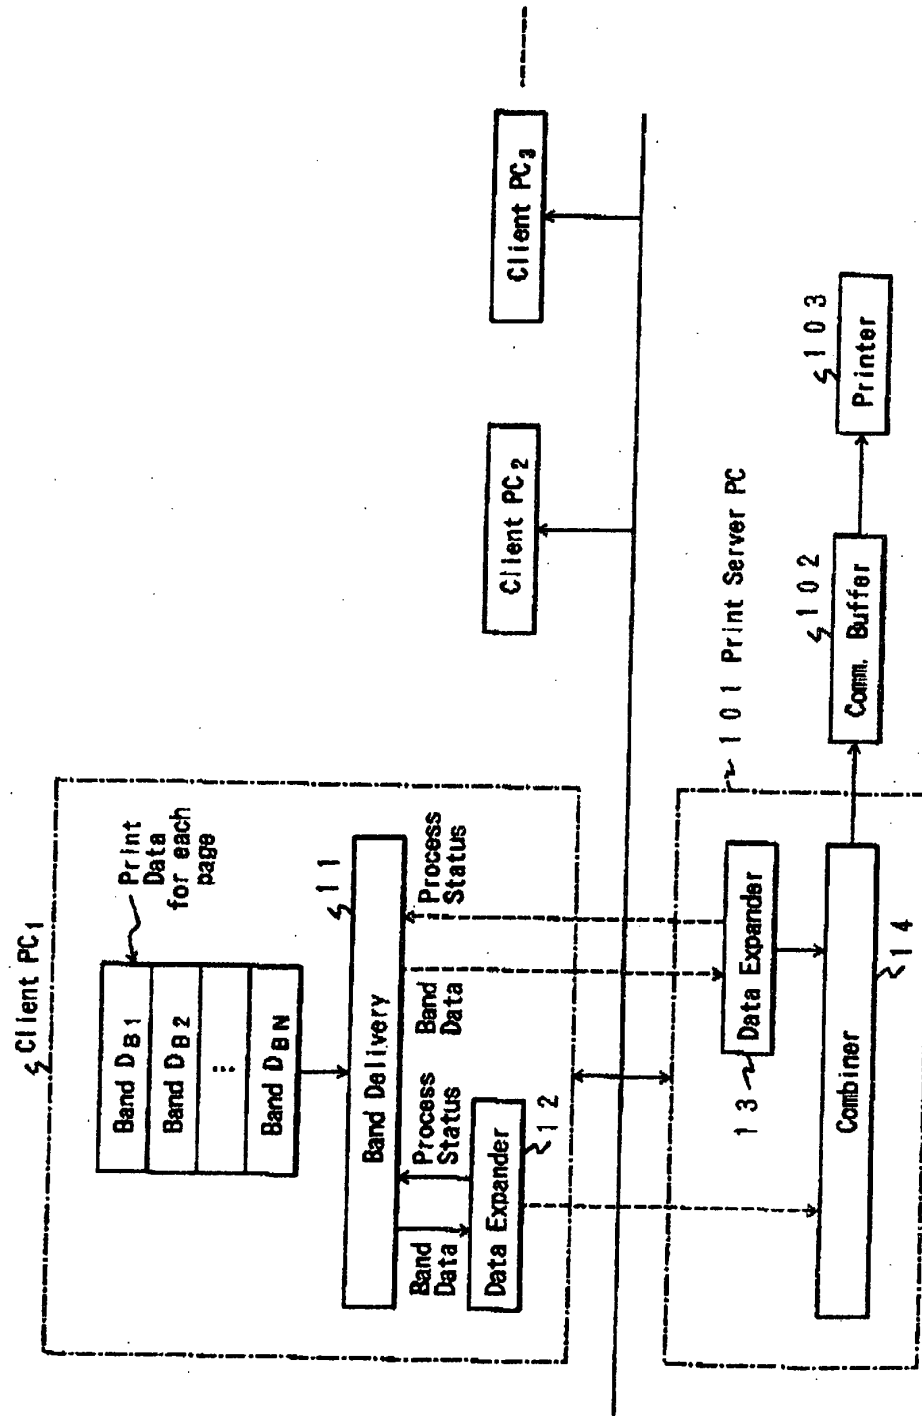 Client PC1
Band DB1
Band DB2
...
Band DBN
Print
Data
for each
page
11
Band Delivery
Band
Data
Process
Status
Band
Data
Process
Status
Data Expander
12
Client PC2
Client PC3
101 Print Server PC
13
Data Expander
Combiner
14
102
Comm. Buffer
103
Printer